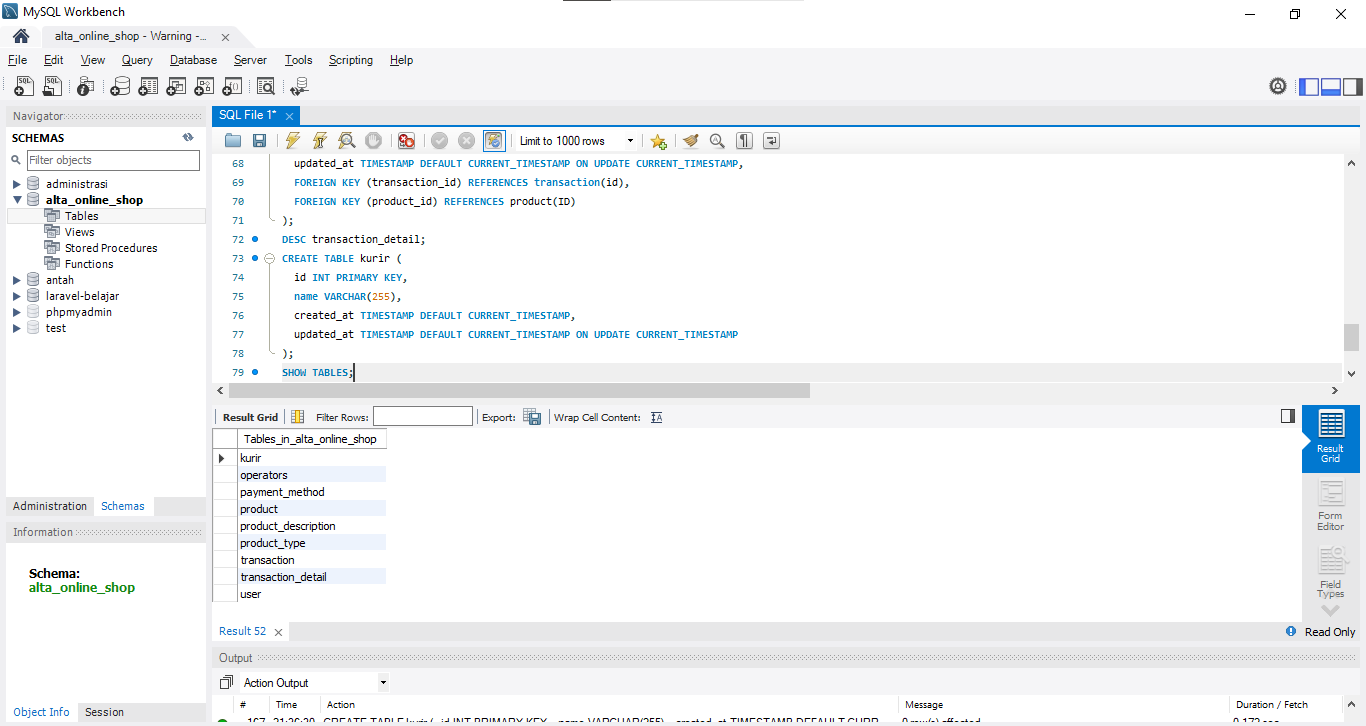 MySQL Workbench
alta_online_shop - Warning -...
File Edit View Query Database Server Tools Scripting Help
Navigator
SCHEMAS
Filter objects
administrasi
alta_online_shop
Tables
Views
Stored Procedures
Functions
antah
laravel-belajar
phpmyadmin
test
Administration Schemas
Information
Schema:
alta_online_shop
Object Info Session
SQL File 1*
Limit to 1000 rows
68 updated_at TIMESTAMP DEFAULT CURRENT_TIMESTAMP ON UPDATE CURRENT_TIMESTAMP,
69 FOREIGN KEY (transaction_id) REFERENCES transaction(id),
70 FOREIGN KEY (product_id) REFERENCES product(ID)
71 );
72 DESC transaction_detail;
73 CREATE TABLE kurir (
74 id INT PRIMARY KEY,
75 name VARCHAR(255),
76 created_at TIMESTAMP DEFAULT CURRENT_TIMESTAMP,
77 updated_at TIMESTAMP DEFAULT CURRENT_TIMESTAMP ON UPDATE CURRENT_TIMESTAMP
78 );
79 SHOW TABLES;
Result Grid Filter Rows: Export: Wrap Cell Content:
Tables_in_alta_online_shop
kurir
operators
payment_method
product
product_description
product_type
transaction
transaction_detail
user
Result Grid
Form Editor
Field Types
Result 52
Read Only
Output
Action Output
# Time Action Message Duration / Fetch
CREATE TABLE kurir ( id INT PRIMARY KEY, name VARCHAR(255), created_at TIMESTAMP DEFAULT CURR... 0 row(s) affected